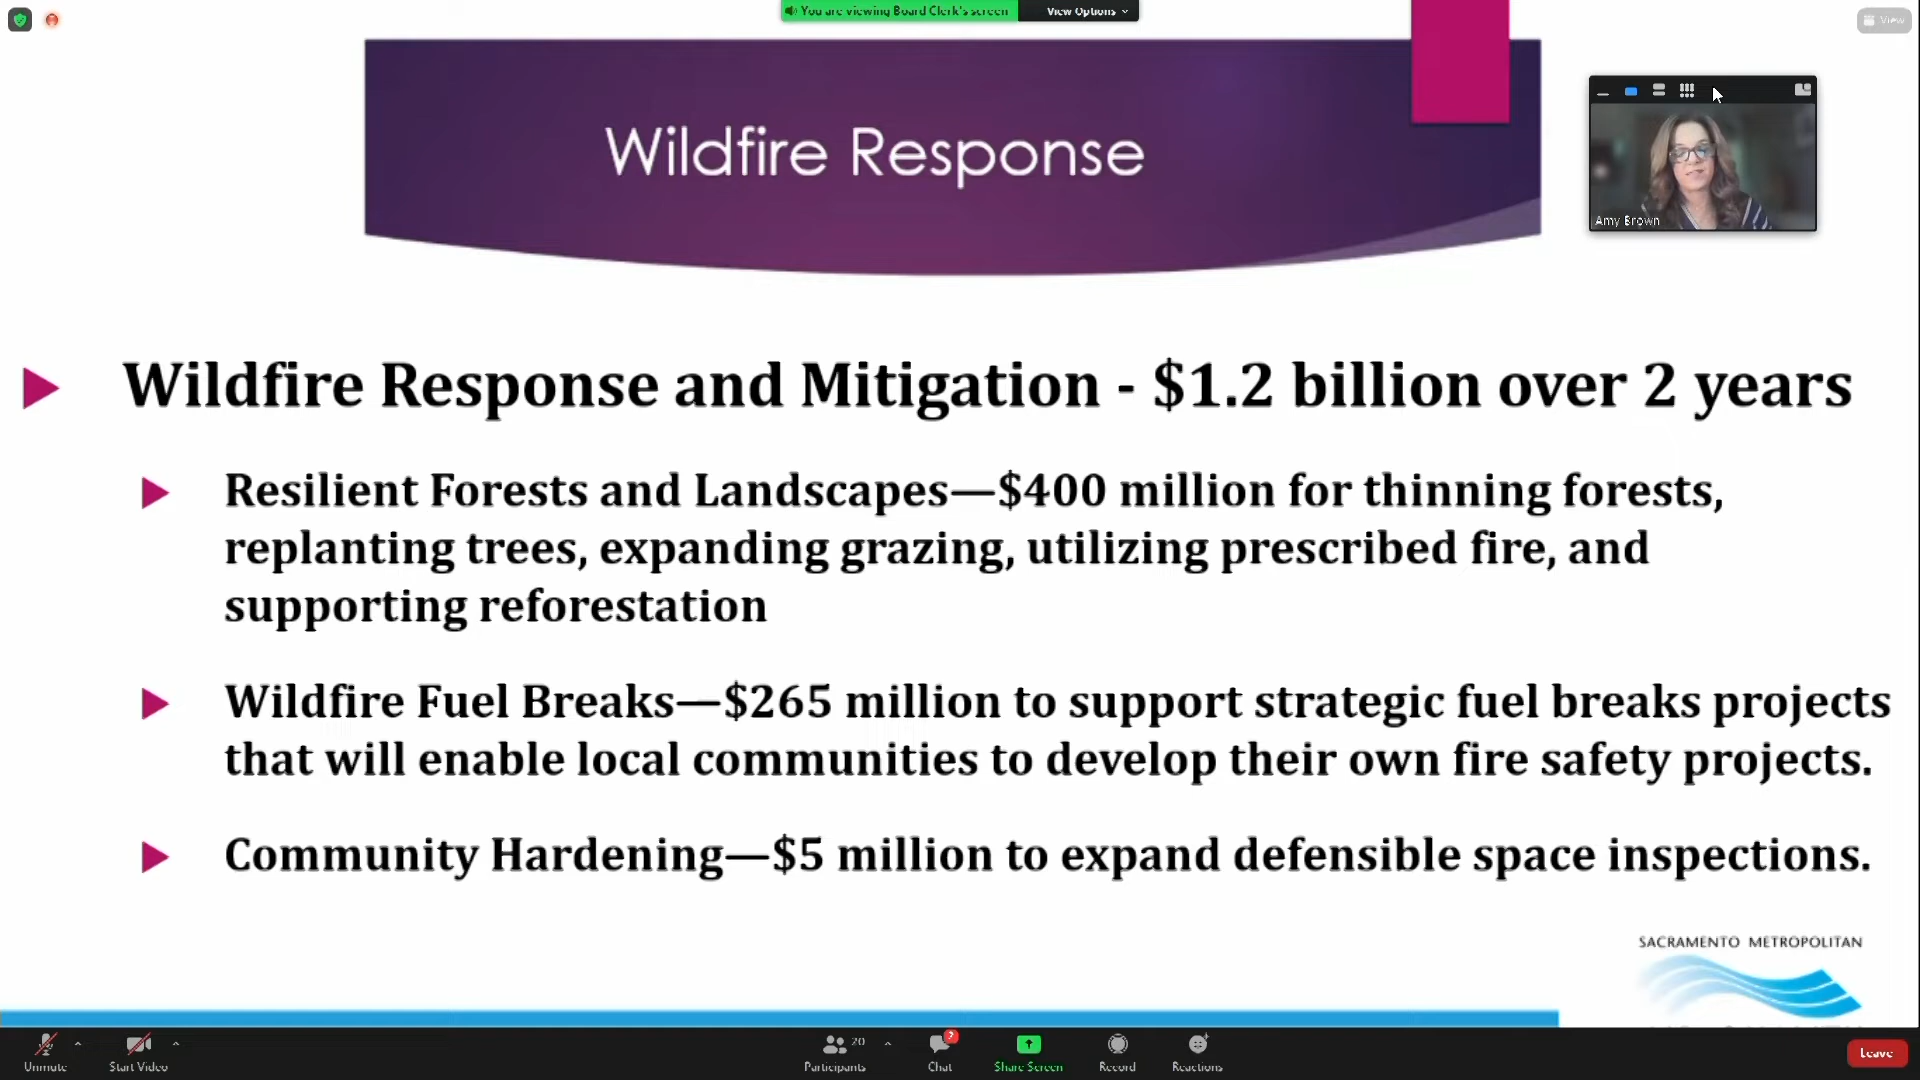 You are viewing Board Clerk's screen
View Options
View
Wildfire Response
Amy Brown
Wildfire Response and Mitigation - $1.2 billion over 2 years
Resilient Forests and Landscapes—$400 million for thinning forests,
replanting trees, expanding grazing, utilizing prescribed fire, and
supporting reforestation
Wildfire Fuel Breaks—$265 million to support strategic fuel breaks projects
that will enable local communities to develop their own fire safety projects.
Community Hardening—$5 million to expand defensible space inspections.
SACRAMENTO METROPOLITAN
Unmute
Start Video
20
Participants
Chat
Share Screen
Record
Reactions
Leave